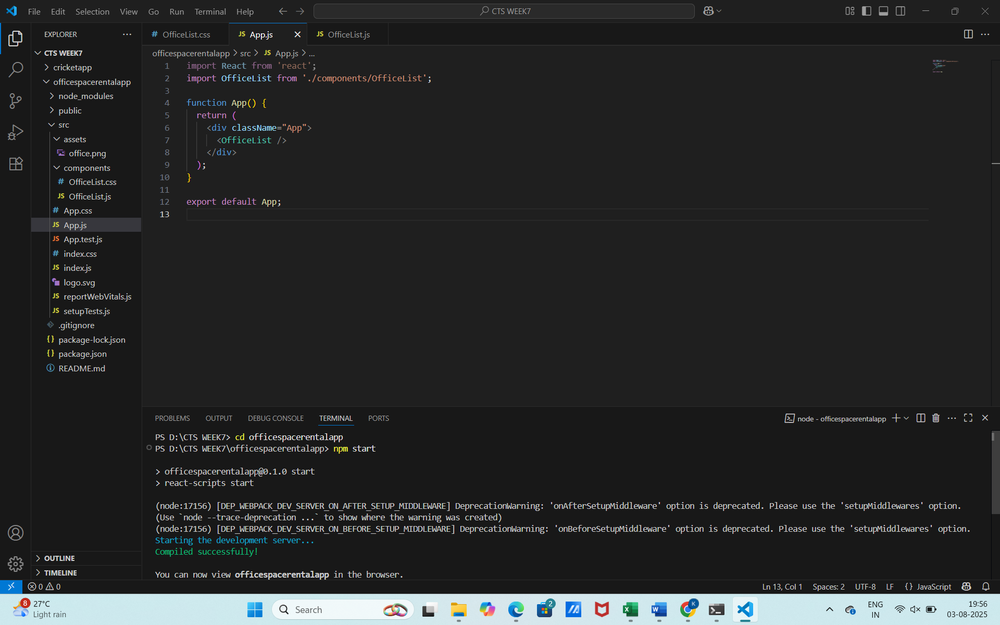 File Edit Selection View Go Run Terminal Help
CTS WEEK7
EXPLORER
CTS WEEK7
cricketapp
officespacerentalapp
node_modules
public
src
assets
office.png
components
# OfficeList.css
JS OfficeList.js
# App.css
JS App.js
JS App.test.js
# index.css
JS index.js
logo.svg
JS reportWebVitals.js
JS setupTests.js
.gitignore
{} package-lock.json
{} package.json
README.md
OUTLINE
TIMELINE
# OfficeList.css JS App.js JS OfficeList.js
officespacerentalapp > src > JS App.js > ...
1 import React from 'react';
2 import OfficeList from './components/OfficeList';
3
4 function App() {
5 return (
6 <div className="App">
7 <OfficeList />
8 </div>
9 );
10 }
11
12 export default App;
13
PROBLEMS OUTPUT DEBUG CONSOLE TERMINAL PORTS
node - officespacerentalapp
PS D:\CTS WEEK7> cd officespacerentalapp
PS D:\CTS WEEK7\officespacerentalapp> npm start
> officespacerentalapp@0.1.0 start
> react-scripts start
(node:17156) [DEP_WEBPACK_DEV_SERVER_ON_AFTER_SETUP_MIDDLEWARE] DeprecationWarning: 'onAfterSetupMiddleware' option is deprecated. Please use the 'setupMiddlewares' option.
(Use `node --trace-deprecation ...` to show where the warning was created)
(node:17156) [DEP_WEBPACK_DEV_SERVER_ON_BEFORE_SETUP_MIDDLEWARE] DeprecationWarning: 'onBeforeSetupMiddleware' option is deprecated. Please use the 'setupMiddlewares' option.
Starting the development server...
Compiled successfully!
You can now view officespacerentalapp in the browser.
0 0
Ln 13, Col 1 Spaces: 2 UTF-8 LF {} JavaScript
8
27°C
Light rain
Search
2
W
K
ENG
IN
19:56
03-08-2025